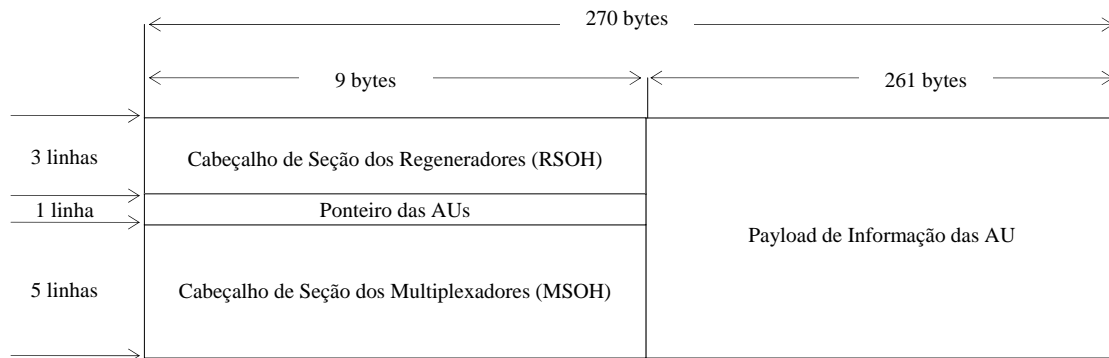 270 bytes
9 bytes
261 bytes
3 linhas
Cabeçalho de Seção dos Regeneradores (RSOH)
1 linha
Ponteiro das AUs
Payload de Informação das AU
5 linhas
Cabeçalho de Seção dos Multiplexadores (MSOH)